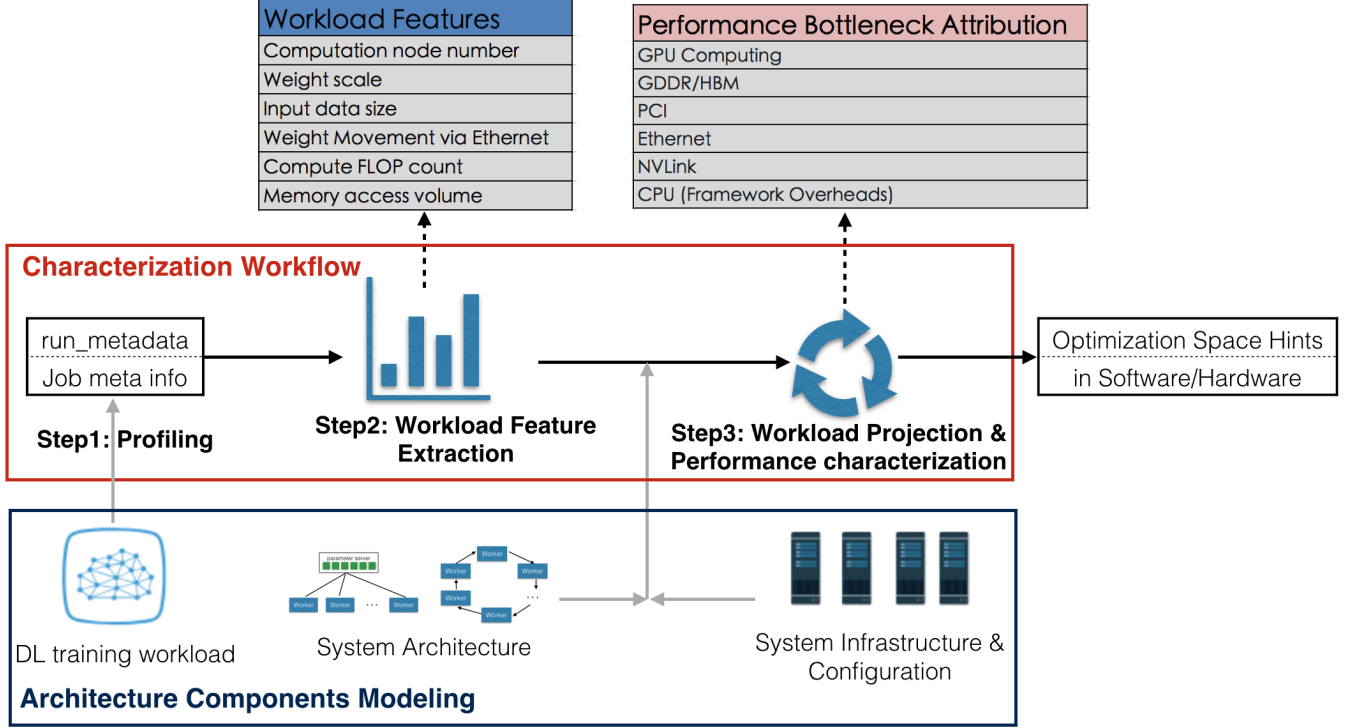 Workload Features
Computation node number
Weight scale
Input data size
Weight Movement via Ethernet
Compute FLOP count
Memory access volume
Performance Bottleneck Attribution
GPU Computing
GDDR/HBM
PCI
Ethernet
NVLink
CPU (Framework Overheads)
Characterization Workflow
run_metadata
Job meta info
Step1: Profiling
Step2: Workload Feature
Extraction
Step3: Workload Projection &
Performance characterization
Optimization Space Hints
in Software/Hardware
DL training workload
parameter server
Worker
Worker
...
Worker
Worker
Worker
Worker
Worker
Worker
...
System Architecture
System Infrastructure &
Configuration
Architecture Components Modeling